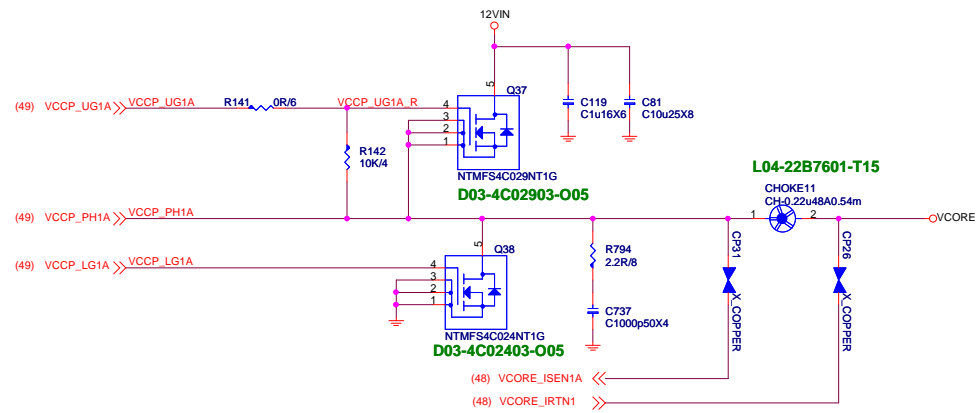 12VIN
(49) VCCP_UG1A VCCP_UG1A R141 0R/6 VCCP_UG1A_R
5 Q37
4
3
2
1
NTMFS4C029NT1G
D03-4C02903-O05
C119
C1u16X6
C81
C10u25X8
R142
10K/4
L04-22B7601-T15
CHOKE11
CH-0.22u48A0.54m
(49) VCCP_PH1A VCCP_PH1A
1 2 VCORE
(49) VCCP_LG1A VCCP_LG1A
5 Q38
4
3
2
1
NTMFS4C024NT1G
D03-4C02403-O05
R794
2.2R/8
C737
C1000p50X4
CP31
X_COPPER
CP26
X_COPPER
(48) VCORE_ISEN1A
(48) VCORE_IRTN1